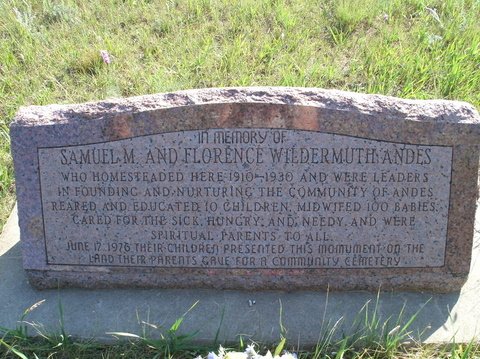 IN MEMORY OF
SAMUEL M. AND FLORENCE WILDERMUTH ANDES
WHO HOMESTEADED HERE 1910-1930 AND WERE LEADERS
IN FOUNDING AND NURTURING THE COMMUNITY OF ANDES.
REARED AND EDUCATED 10 CHILDREN, MIDWIFED 100 BABIES,
CARED FOR THE SICK, HUNGRY, AND NEEDY, AND WERE
SPIRITUAL PARENTS TO ALL.
JUNE 17, 1976 THEIR CHILDREN PRESENTED THIS MONUMENT ON THE
LAND THEIR PARENTS GAVE FOR A COMMUNITY CEMETERY